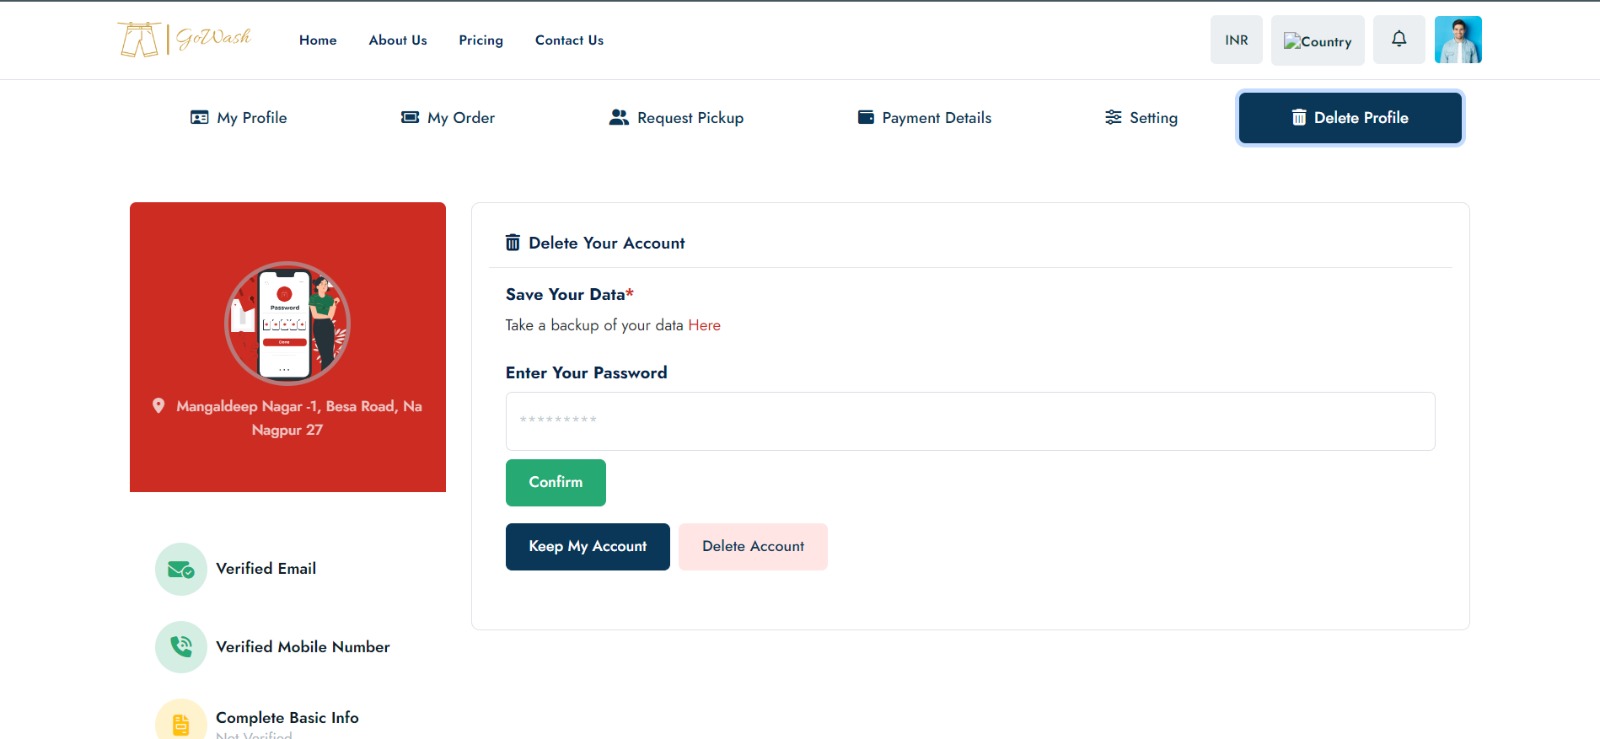 GoWash
Home
About Us
Pricing
Contact Us
INR
Country
My Profile
My Order
Request Pickup
Payment Details
Setting
Delete Profile
Password
Mangaldeep Nagar -1, Besa Road, Na
Nagpur 27
Verified Email
Verified Mobile Number
Complete Basic Info
Not Verified
Delete Your Account
Save Your Data*
Take a backup of your data Here
Enter Your Password
*********
Confirm
Keep My Account
Delete Account